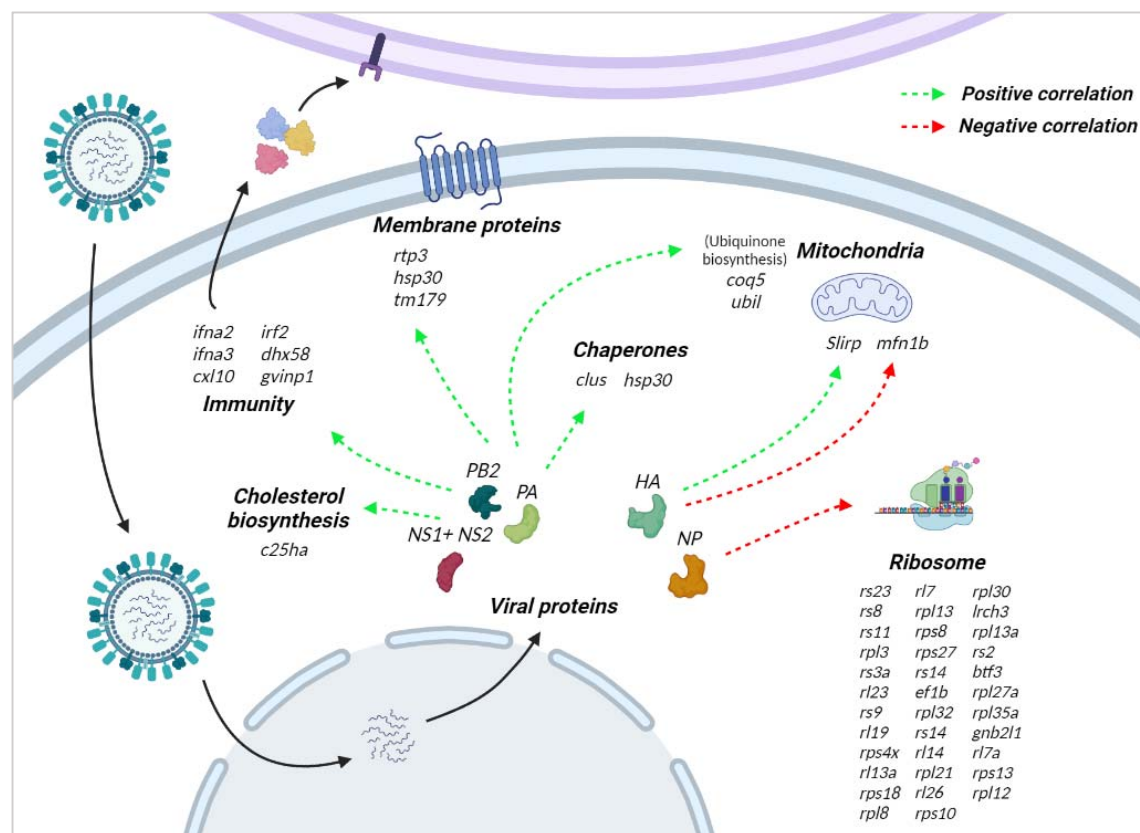 Positive correlation
Negative correlation
Membrane proteins
rtp3
hsp30
tm179
(Ubiquinone
biosynthesis)
coq5
ubil
Mitochondria
Slirp mfn1b
ifna2 irf2
ifna3 dhx58
cxl10 gvinp1
Immunity
Chaperones
clus hsp30
PB2
PA
NS1+ NS2
HA
NP
Cholesterol
biosynthesis
c25ha
Viral proteins
Ribosome
rs23 rl7 rpl30
rs8 rpl13 lrch3
rs11 rps8 rpl13a
rpl3 rps27 rs2
rs3a rs14 btf3
rl23 ef1b rpl27a
rs9 rpl32 rpl35a
rl19 rs14 gnb2l1
rps4x rl14 rl7a
rl13a rpl21 rps13
rps18 rl26 rpl12
rpl8 rps10